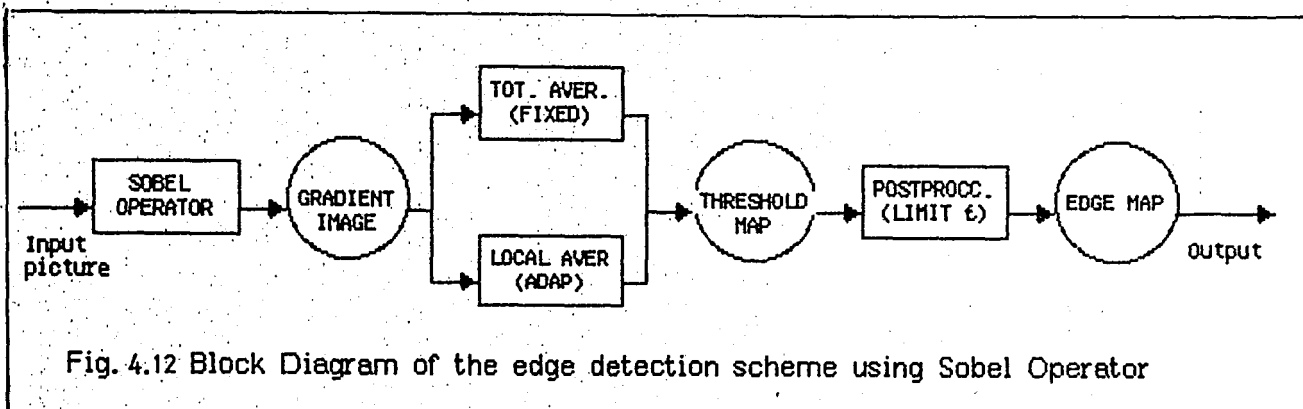 TOT. AVER.
(FIXED)
SOBEL
OPERATOR
GRADIENT
IMAGE
THRESHOLD
MAP
POSTPROCC.
(LIMIT £)
EDGE MAP
Input
picture
LOCAL AVER
(ADAP)
Output
Fig. 4.12 Block Diagram of the edge detection scheme using Sobel Operator